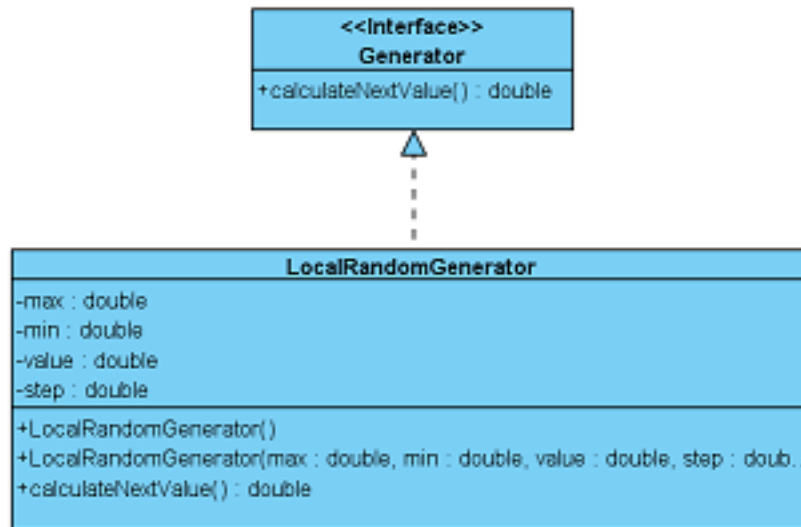 <<Interface>>
Generator
+calculateNextValue() : double
LocalRandomGenerator
-max : double
-min : double
-value : double
-step : double
+LocalRandomGenerator()
+LocalRandomGenerator(max : double, min : double, value : double, step : doub...
+calculateNextValue() : double